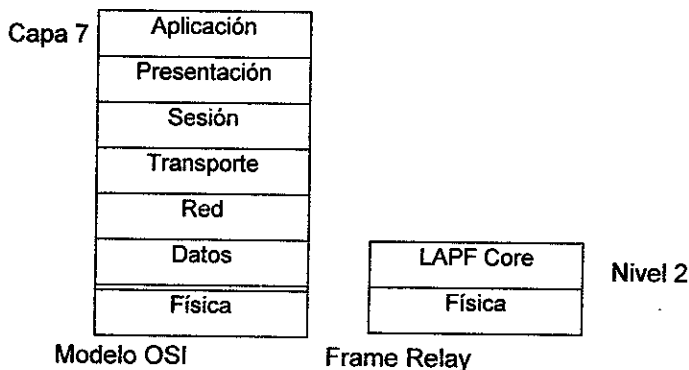 Capa 7
Aplicación
Presentación
Sesión
Transporte
Red
Datos
Física
Modelo OSI
LAPF Core
Nivel 2
Física
Frame Relay